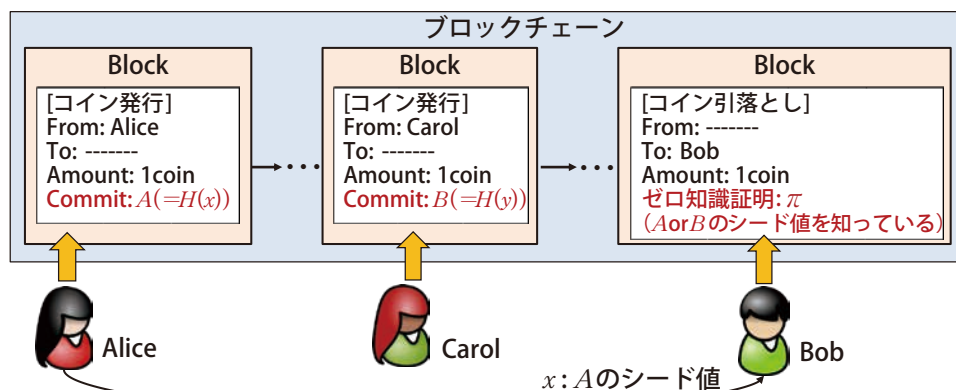 ブロックチェーン
Block
[コイン発行]
From: Alice
To: -------
Amount: 1coin
Commit: A(=H(x))
Block
[コイン発行]
From: Carol
To: -------
Amount: 1coin
Commit: B(=H(y))
Block
[コイン引落とし]
From: -------
To: Bob
Amount: 1coin
ゼロ知識証明: π
(AorBのシード値を知っている)
Alice
Carol
Bob
x : Aのシード値